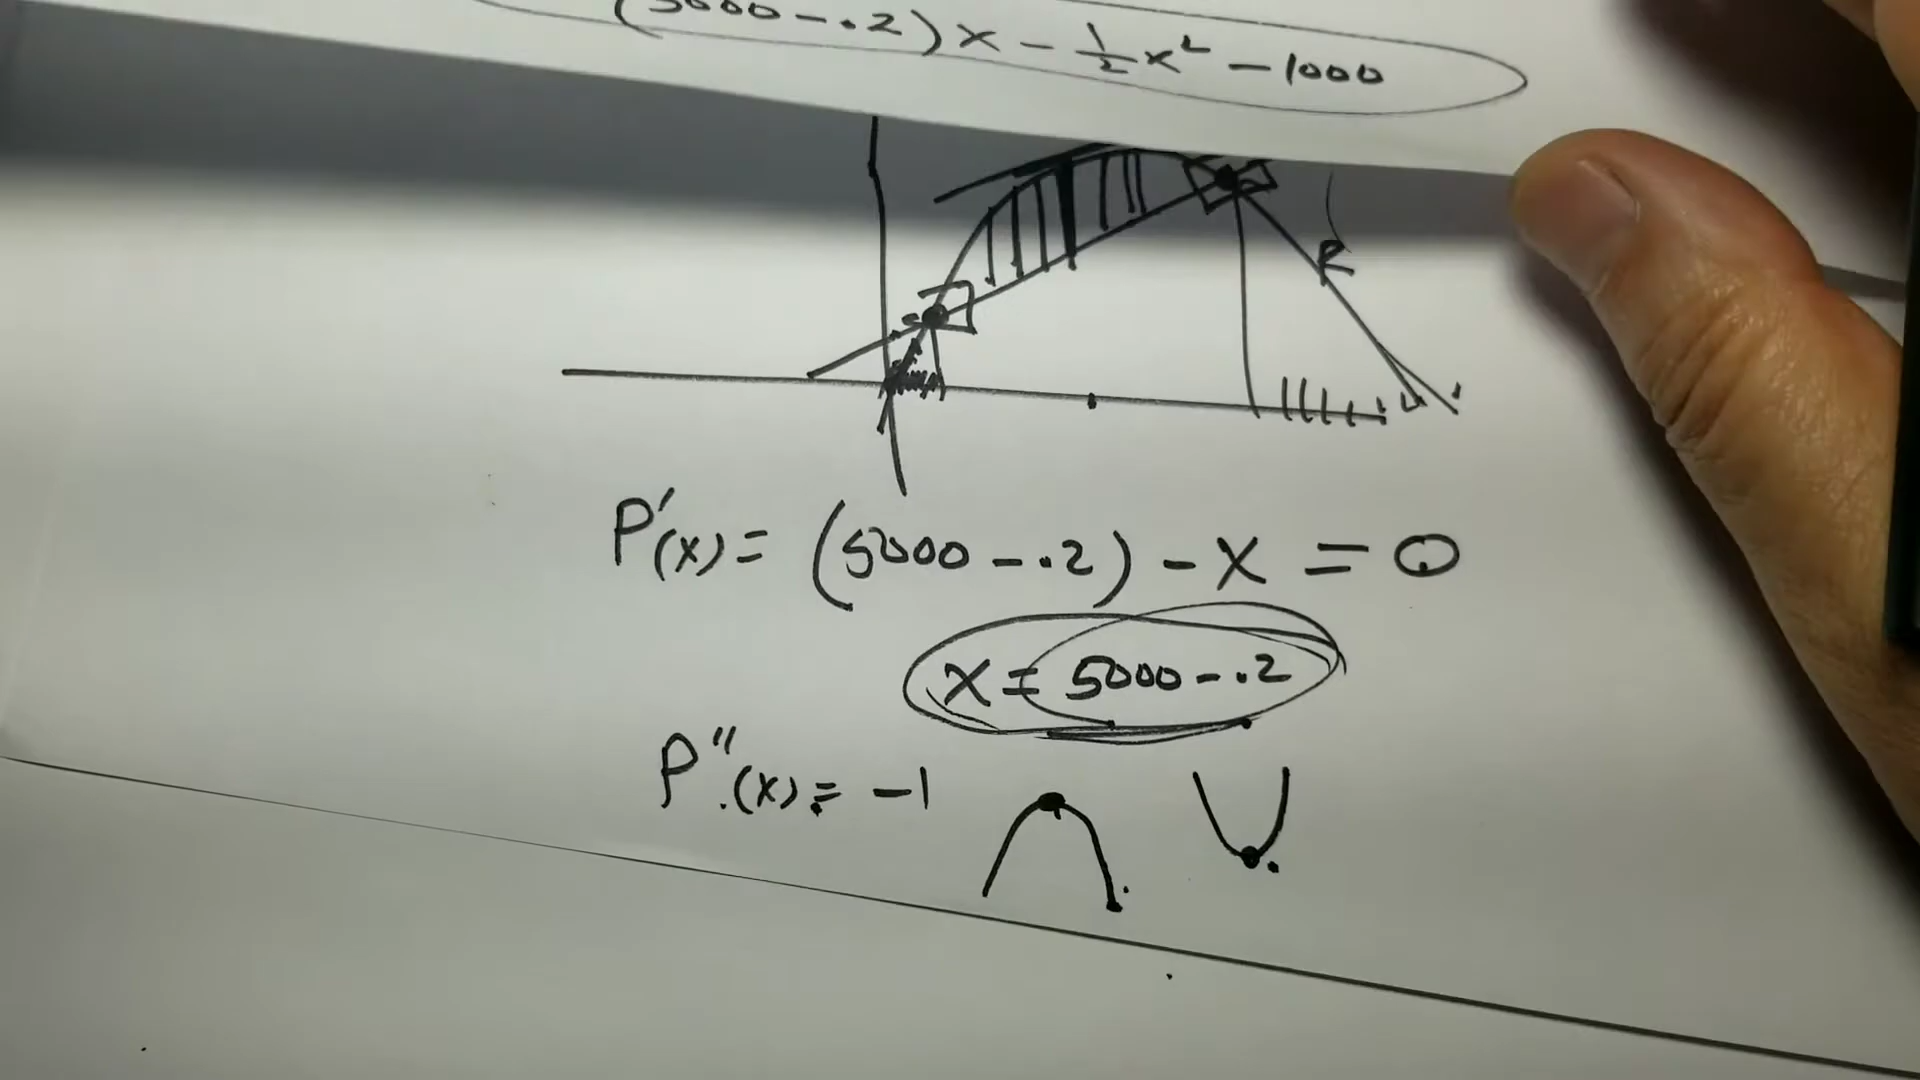 (5000 - .2)x - 1/2 x² - 1000
R
P'(x) = (5000 - .2) - x = 0
x = 5000 - .2
P''(x) = -1